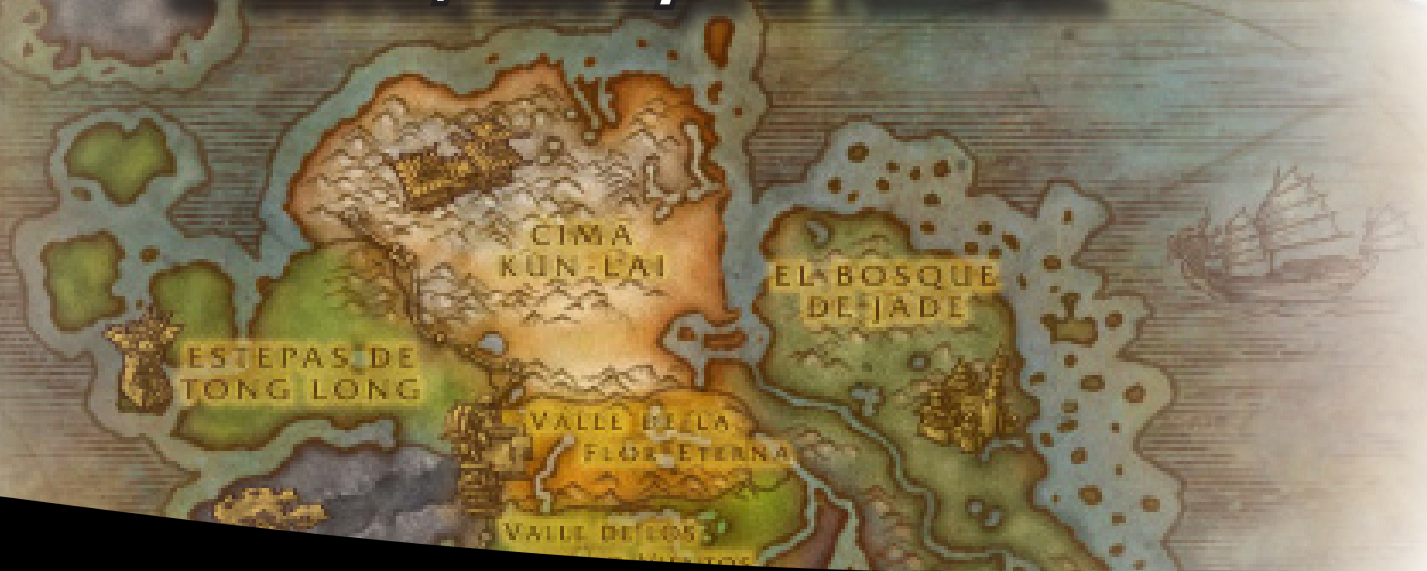 CIMA
KUN-LAI
EL BOSQUE
DE JADE
ESTEPAS DE
TONG LONG
VALLE DE LA
FLOR ETERNA
VALLE DE LOS